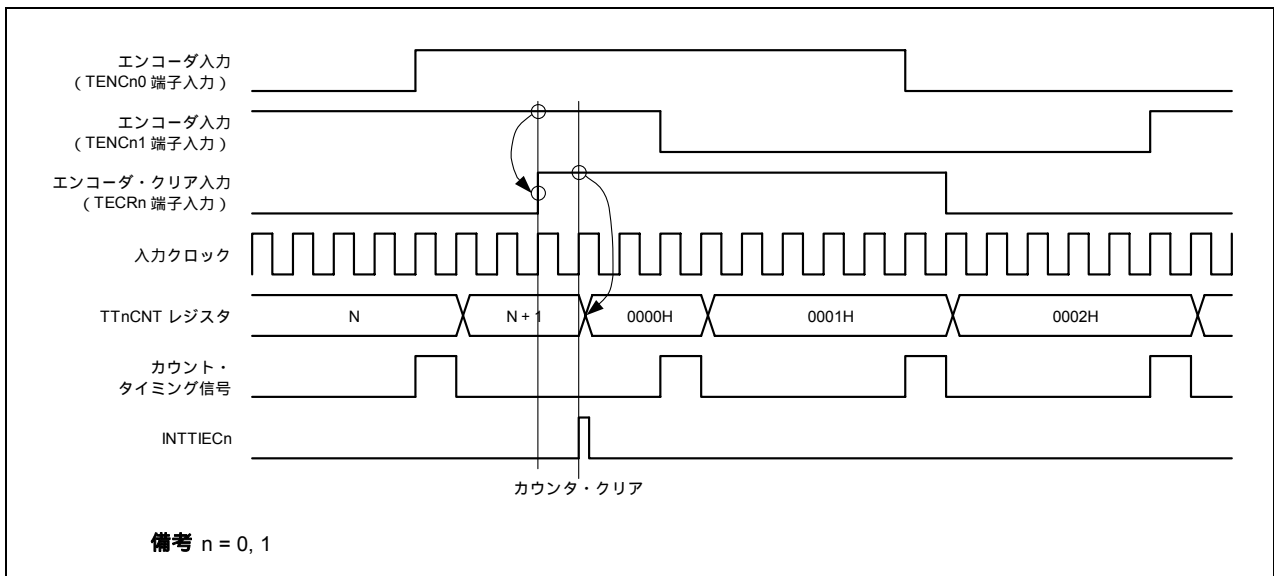 エンコーダ入力
( TENCn0 端子入力 )
エンコーダ入力
( TENCn1 端子入力 )
エンコーダ・クリア入力
( TECRn 端子入力 )
入力クロック
TTnCNT レジスタ
N
N + 1
0000H
0001H
0002H
カウント・
タイミング信号
INTTIECn
カウンタ・クリア
備考 n = 0, 1